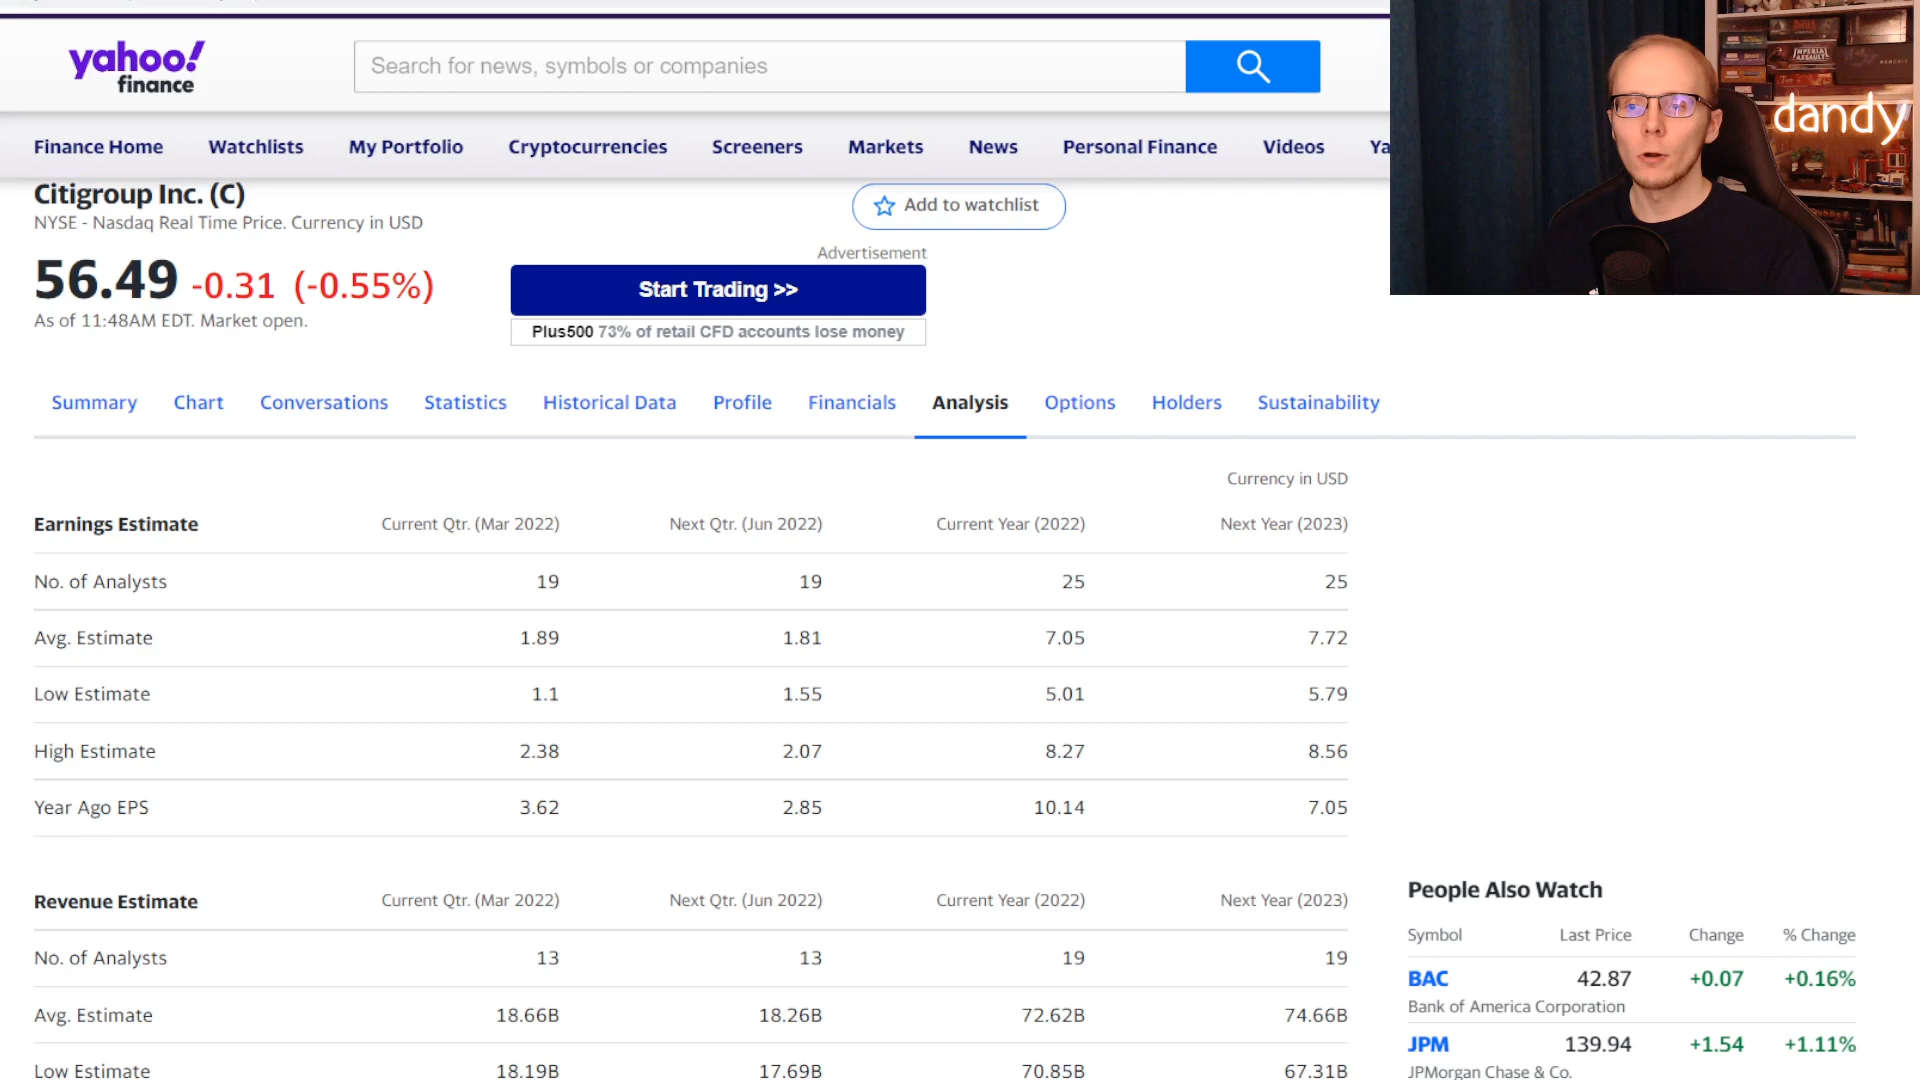 yahoo!
finance
Search for news, symbols or companies
Finance Home Watchlists My Portfolio Cryptocurrencies Screeners Markets News Personal Finance Videos Ya
dandy
IMPERIAL
ASSAULT
Citigroup Inc. (C)
NYSE - Nasdaq Real Time Price. Currency in USD
Add to watchlist
56.49 -0.31 (-0.55%)
As of 11:48AM EDT. Market open.
Advertisement
Start Trading >>
Plus500 73% of retail CFD accounts lose money
Summary Chart Conversations Statistics Historical Data Profile Financials Analysis Options Holders Sustainability
Currency in USD
Earnings Estimate Current Qtr. (Mar 2022) Next Qtr. (Jun 2022) Current Year (2022) Next Year (2023)
No. of Analysts 19 19 25 25
Avg. Estimate 1.89 1.81 7.05 7.72
Low Estimate 1.1 1.55 5.01 5.79
High Estimate 2.38 2.07 8.27 8.56
Year Ago EPS 3.62 2.85 10.14 7.05
Revenue Estimate Current Qtr. (Mar 2022) Next Qtr. (Jun 2022) Current Year (2022) Next Year (2023)
No. of Analysts 13 13 19 19
Avg. Estimate 18.66B 18.26B 72.62B 74.66B
Low Estimate 18.19B 17.69B 70.85B 67.31B
People Also Watch
Symbol Last Price Change % Change
BAC 42.87 +0.07 +0.16%
Bank of America Corporation
JPM 139.94 +1.54 +1.11%
JPMorgan Chase & Co.